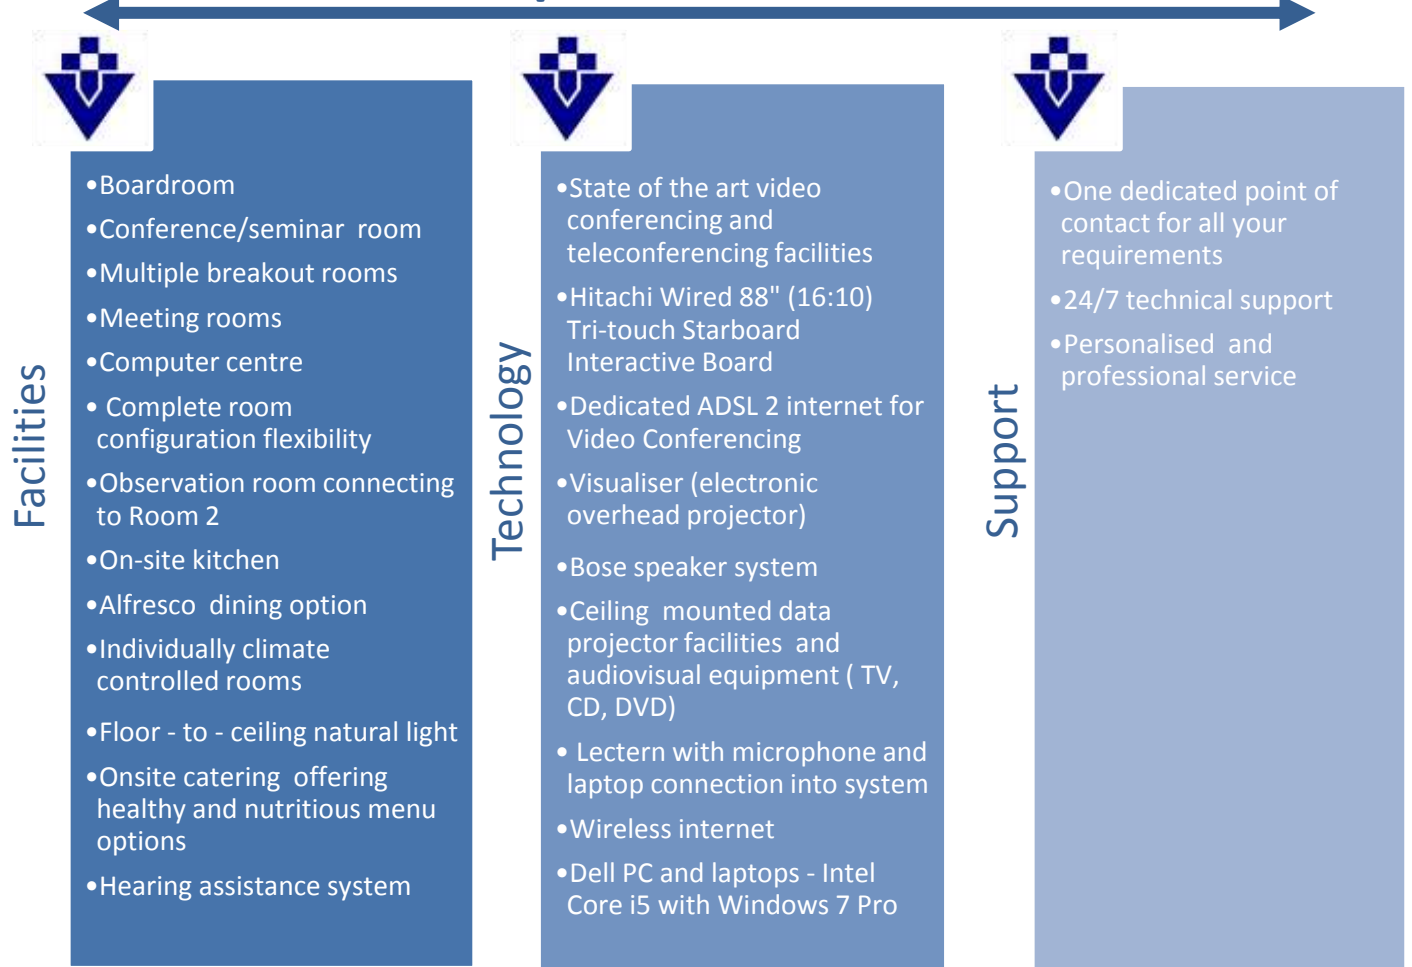 Facilities
•Boardroom
•Conference/seminar room
•Multiple breakout rooms
•Meeting rooms
•Computer centre
• Complete room
configuration flexibility
•Observation room connecting
to Room 2
•On-site kitchen
•Alfresco dining option
•Individually climate
controlled rooms
•Floor - to - ceiling natural light
•Onsite catering offering
healthy and nutritious menu
options
•Hearing assistance system
Technology
•State of the art video
conferencing and
teleconferencing facilities
•Hitachi Wired 88" (16:10)
Tri-touch Starboard
Interactive Board
•Dedicated ADSL 2 internet for
Video Conferencing
•Visualiser (electronic
overhead projector)
•Bose speaker system
•Ceiling mounted data
projector facilities and
audiovisual equipment ( TV,
CD, DVD)
• Lectern with microphone and
laptop connection into system
•Wireless internet
•Dell PC and laptops - Intel
Core i5 with Windows 7 Pro
Support
•One dedicated point of
contact for all your
requirements
•24/7 technical support
•Personalised and
professional service